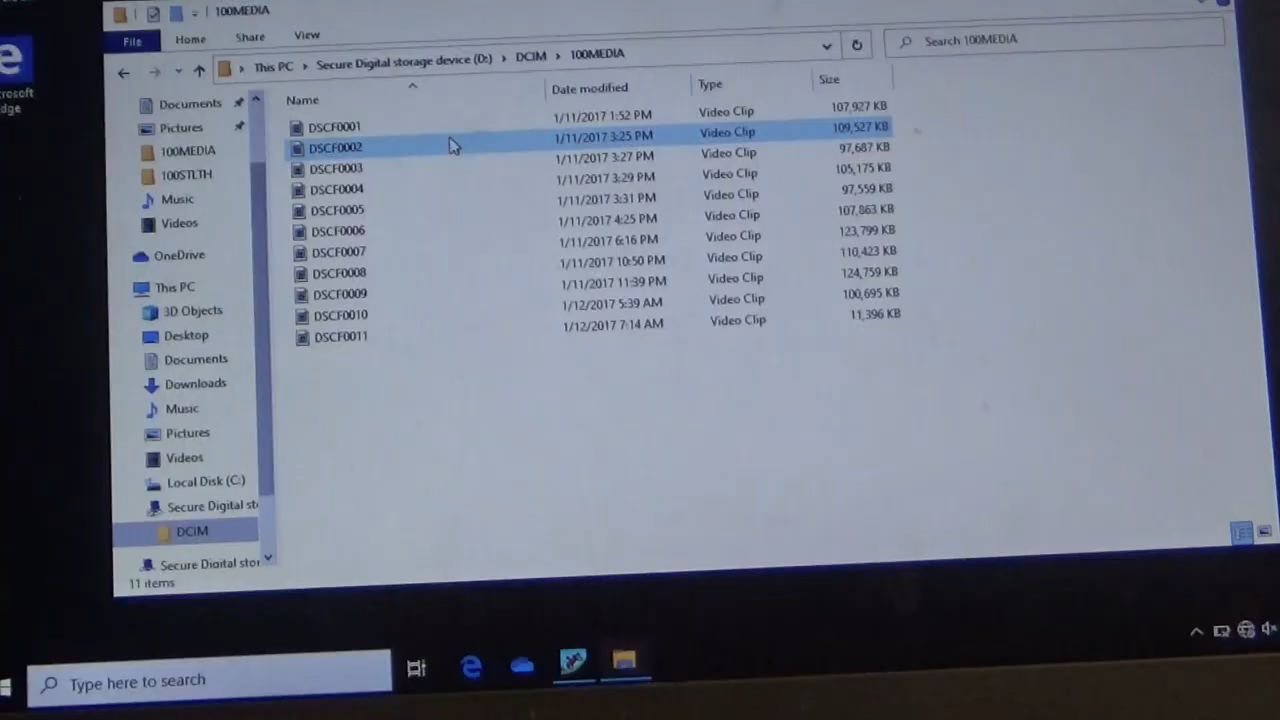 100MEDIA
File Home Share View
This PC > Secure Digital storage device (D:) > DCIM > 100MEDIA
Search 100MEDIA
Name Date modified Type Size
DSCF0001 1/11/2017 1:52 PM Video Clip 107,927 KB
DSCF0002 1/11/2017 3:25 PM Video Clip 109,527 KB
DSCF0003 1/11/2017 3:27 PM Video Clip 97,687 KB
DSCF0004 1/11/2017 3:29 PM Video Clip 105,175 KB
DSCF0005 1/11/2017 3:31 PM Video Clip 97,559 KB
DSCF0006 1/11/2017 4:25 PM Video Clip 107,863 KB
DSCF0007 1/11/2017 6:16 PM Video Clip 123,799 KB
DSCF0008 1/11/2017 10:50 PM Video Clip 110,423 KB
DSCF0009 1/11/2017 11:39 PM Video Clip 124,759 KB
DSCF0010 1/12/2017 5:39 AM Video Clip 100,695 KB
DSCF0011 1/12/2017 7:14 AM Video Clip 11,396 KB
Documents
Pictures
100MEDIA
100STLTH
Music
Videos
OneDrive
This PC
3D Objects
Desktop
Documents
Downloads
Music
Pictures
Videos
Local Disk (C:)
Secure Digital sto
DCIM
Secure Digital stor
11 items
crosoft
dge
Type here to search